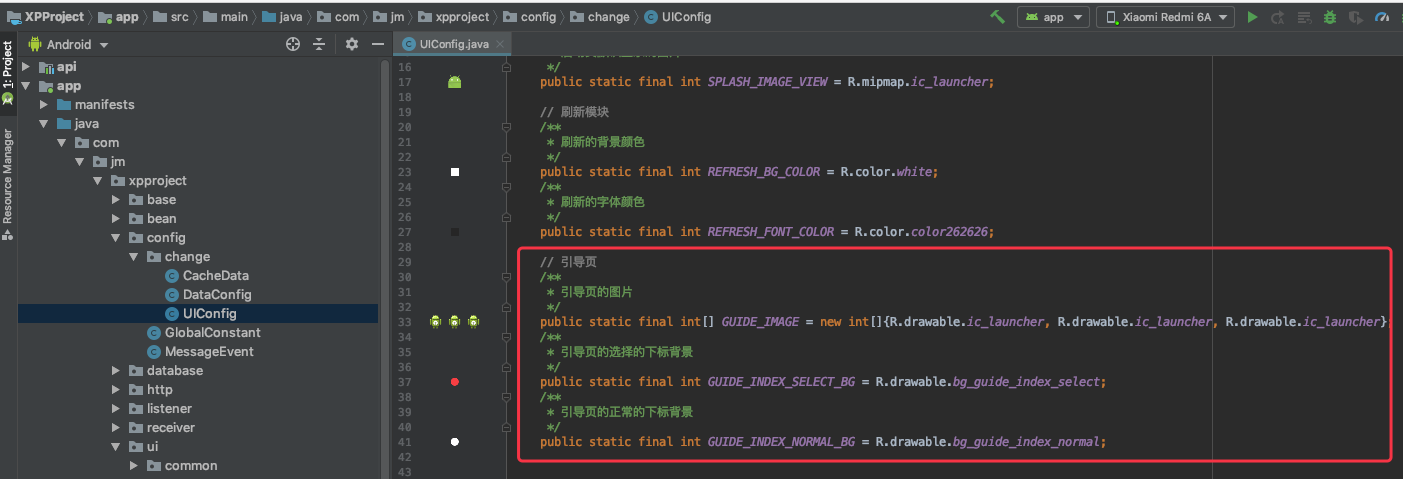 XPPProject app src main java com jm xpproject config change UIConfig app Xiaomi Redmi 6A
Android UIConfig.java
1: Project
Resource Manager
api
app
manifests
java
com
jm
xpproject
base
bean
config
change
CacheData
DataConfig
UIConfig
GlobalConstant
MessageEvent
database
http
listener
receiver
ui
common
16 */
17 public static final int SPLASH_IMAGE_VIEW = R.mipmap.ic_launcher;
18
19 // 刷新模块
20 /**
21 * 刷新的背景颜色
22 */
23 public static final int REFRESH_BG_COLOR = R.color.white;
24 /**
25 * 刷新的字体颜色
26 */
27 public static final int REFRESH_FONT_COLOR = R.color.color262626;
28
29 // 引导页
30 /**
31 * 引导页的图片
32 */
33 public static final int[] GUIDE_IMAGE = new int[]{R.drawable.ic_launcher, R.drawable.ic_launcher, R.drawable.ic_launcher}
34 /**
35 * 引导页的选择的下标背景
36 */
37 public static final int GUIDE_INDEX_SELECT_BG = R.drawable.bg_guide_index_select;
38 /**
39 * 引导页的正常的下标背景
40 */
41 public static final int GUIDE_INDEX_NORMAL_BG = R.drawable.bg_guide_index_normal;
42
43